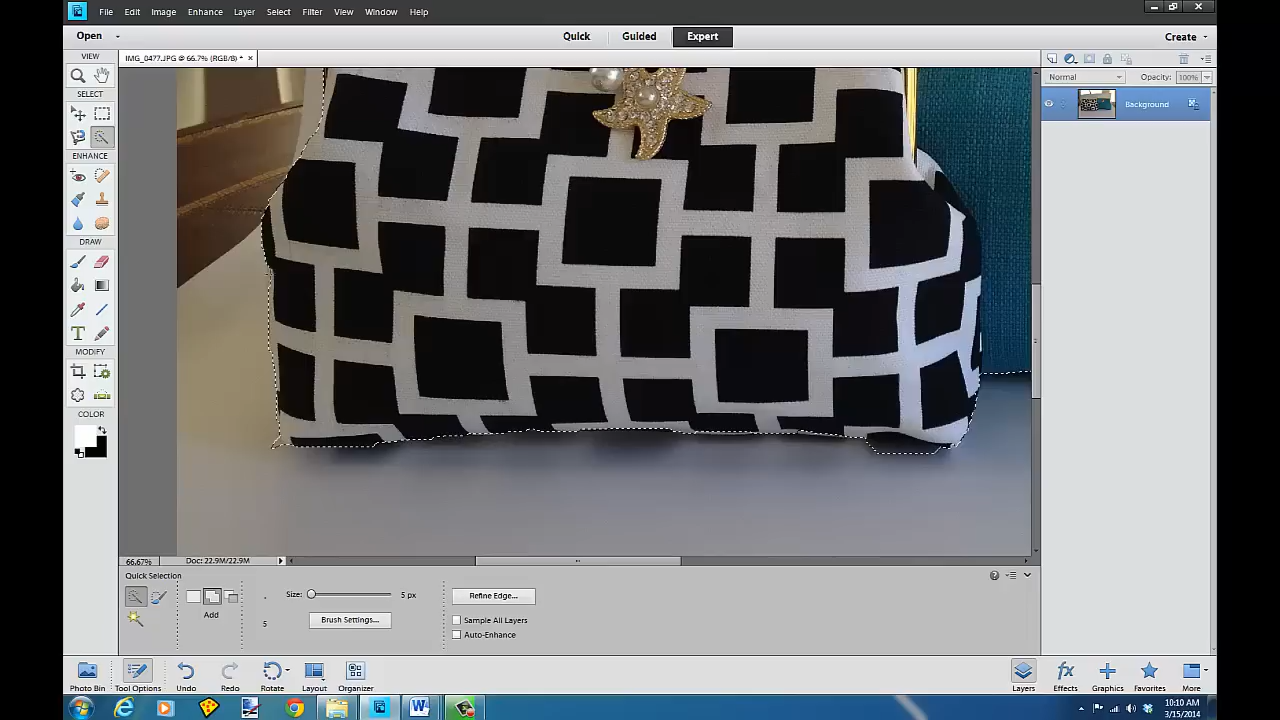 File Edit Image Enhance Layer Select Filter View Window Help
Open Quick Guided Expert Create
VIEW IMG_0477.JPG @ 66.7% (RGB/8) * ×
Normal Opacity: 100%
SELECT
Background
ENHANCE
DRAW
T
MODIFY
COLOR
66.67% Doc: 22.9M/22.9M
Quick Selection
Size: 5 px Refine Edge...
Add Brush Settings... Sample All Layers
5 Auto-Enhance
fx
Photo Bin Tool Options Undo Redo Rotate Layout Organizer Layers Effects Graphics Favorites More
W 10:10 AM
3/15/2014